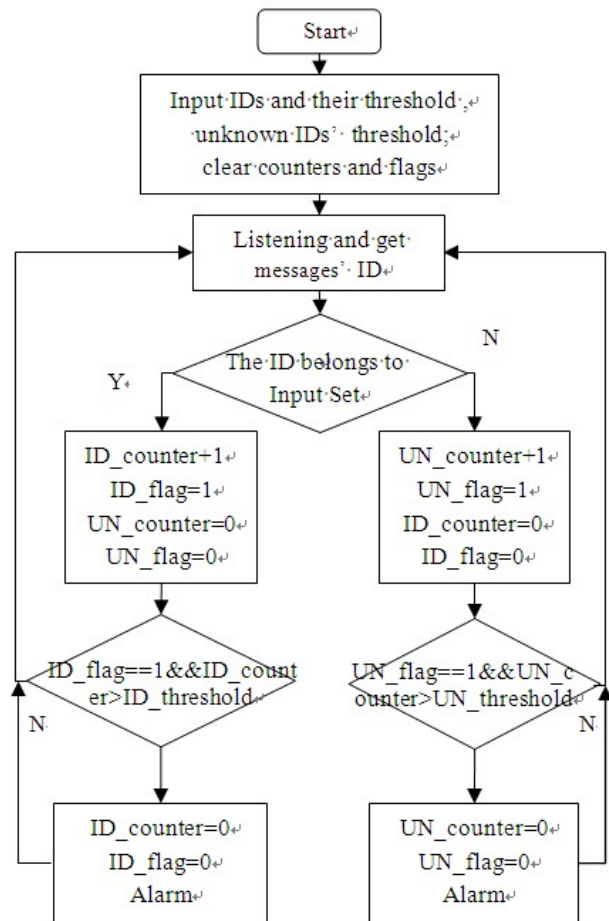 Start
Input IDs and their threshold ,
unknown IDs’ threshold;
clear counters and flags
Listening and get
messages’ ID
N
The ID belongs to
Input Set
Y
ID_counter+1
ID_flag=1
UN_counter=0
UN_flag=0
UN_counter+1
UN_flag=1
ID_counter=0
ID_flag=0
ID_flag==1&&ID_count
er>ID_threshold
N
UN_flag==1&&UN_c
ounter>UN_threshold
N
ID_counter=0
ID_flag=0
Alarm
UN_counter=0
UN_flag=0
Alarm